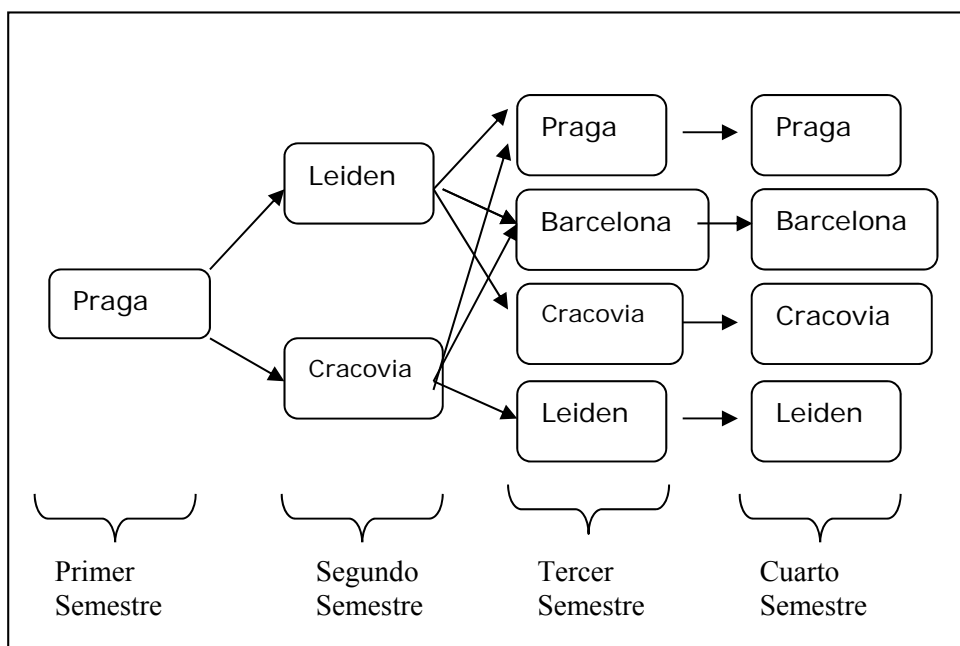 Praga
Leiden
Cracovia
Praga
Barcelona
Cracovia
Leiden
Praga
Barcelona
Cracovia
Leiden
Primer
Semestre
Segundo
Semestre
Tercer
Semestre
Cuarto
Semestre